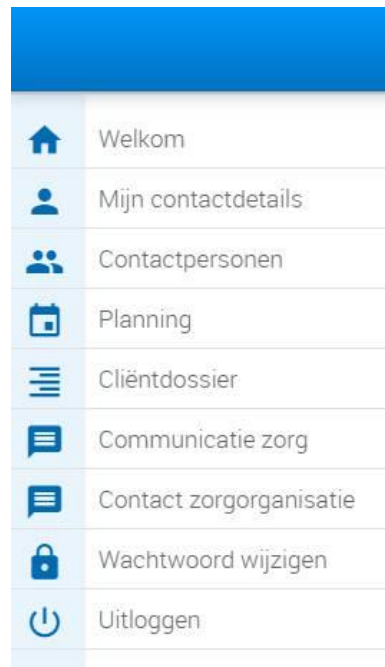 Welkom
Mijn contactdetails
Contactpersonen
Planning
Cliëntdossier
Communicatie zorg
Contact zorgorganisatie
Wachtwoord wijzigen
Uitloggen